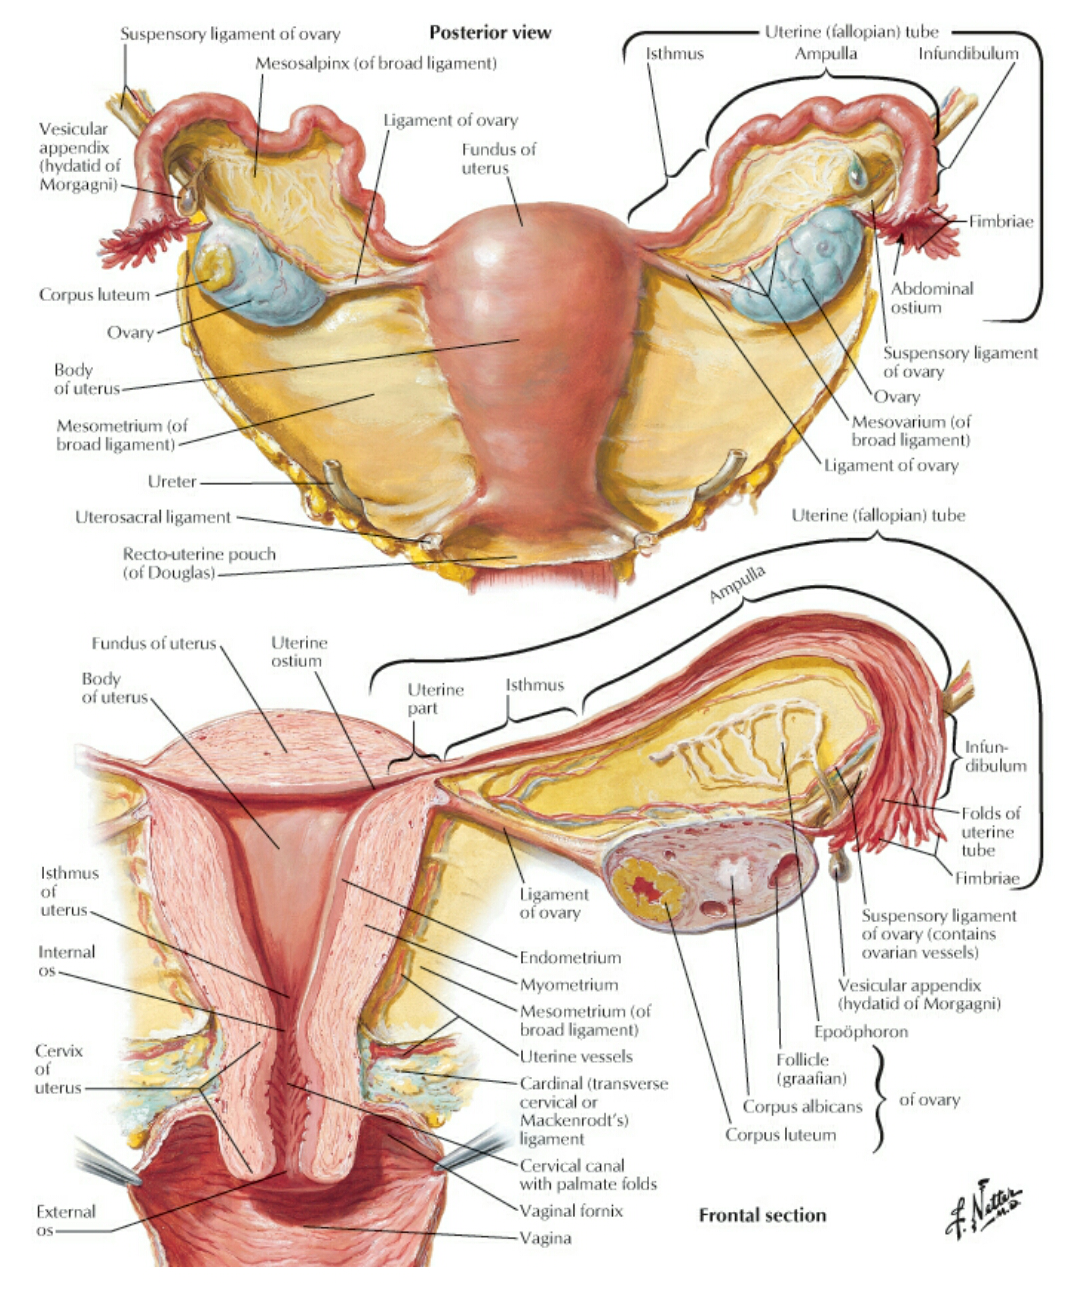 Suspensory ligament of ovary
Posterior view
Uterine (fallopian) tube
Isthmus
Ampulla
Infundibulum
Mesosalpinx (of broad ligament)
Vesicular
appendix
(hydatid of
Morgagni)
Ligament of ovary
Fundus of
uterus
Fimbriae
Corpus luteum
Abdominal
ostium
Ovary
Suspensory ligament
of ovary
Body
of uterus
Ovary
Mesometrium (of
broad ligament)
Mesovarium (of
broad ligament)
Ligament of ovary
Ureter
Uterosacral ligament
Uterine (fallopian) tube
Recto-uterine pouch
(of Douglas)
Ampulla
Fundus of uterus
Uterine
ostium
Body
of uterus
Uterine
part
Isthmus
Infun-
dibulum
Folds of
uterine
tube
Fimbriae
Isthmus
of
uterus
Ligament
of ovary
Suspensory ligament
of ovary (contains
ovarian vessels)
Internal
os
Endometrium
Myometrium
Vesicular appendix
(hydatid of Morgagni)
Mesometrium (of
broad ligament)
Epoöphoron
Cervix
of
uterus
Uterine vessels
Follicle
(graafian)
Cardinal (transverse
cervical or
Mackenrodt's)
ligament
Corpus albicans
of ovary
Corpus luteum
Cervical canal
with palmate folds
External
os
Vaginal fornix
Frontal section
Vagina
F. Netter
M.D.